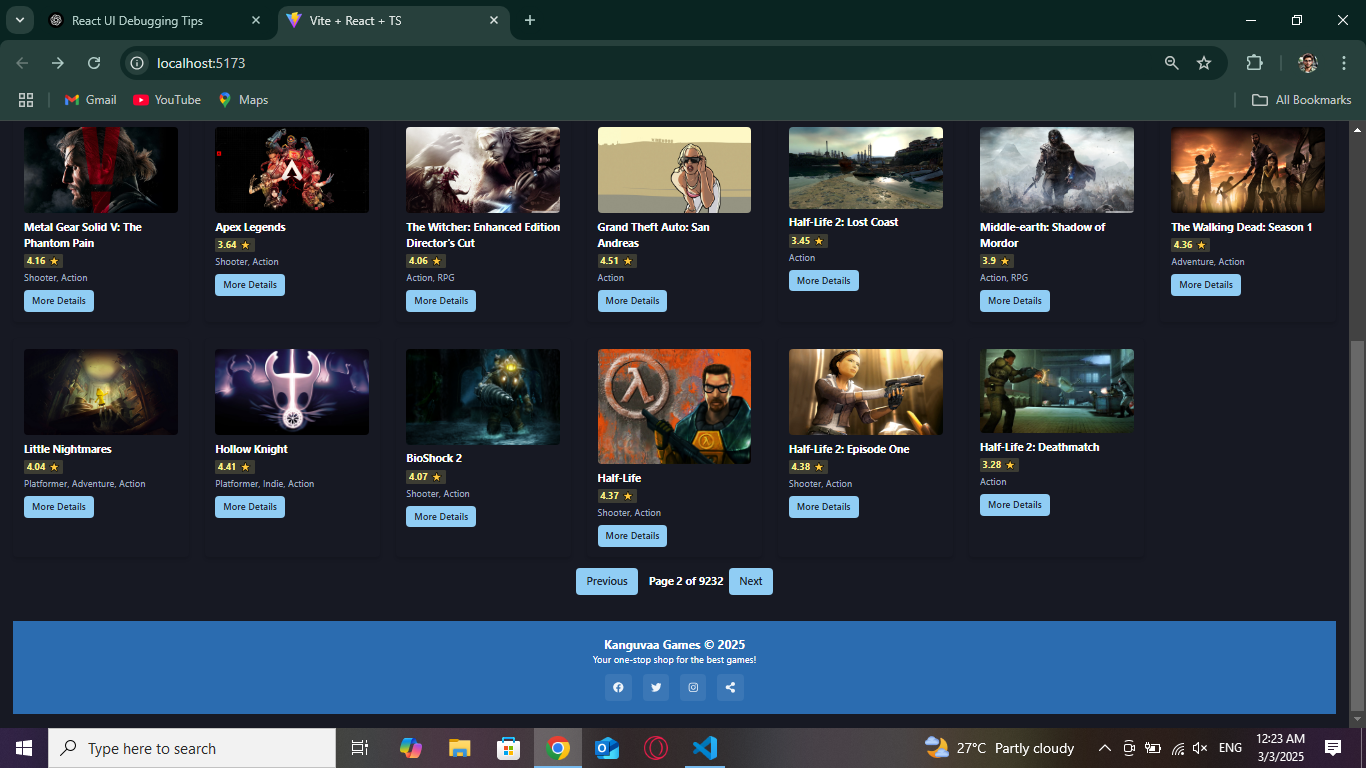 React UI Debugging Tips
Vite + React + TS
localhost:5173
Gmail
YouTube
Maps
All Bookmarks
Metal Gear Solid V: The
Phantom Pain
4.16 ★
Shooter, Action
More Details
Apex Legends
3.64 ★
Shooter, Action
More Details
The Witcher: Enhanced Edition
Director's Cut
4.06 ★
Action, RPG
More Details
Grand Theft Auto: San
Andreas
4.51 ★
Action
More Details
Half-Life 2: Lost Coast
3.45 ★
Action
More Details
Middle-earth: Shadow of
Mordor
3.9 ★
Action, RPG
More Details
The Walking Dead: Season 1
4.36 ★
Adventure, Action
More Details
Little Nightmares
4.04 ★
Platformer, Adventure, Action
More Details
Hollow Knight
4.41 ★
Platformer, Indie, Action
More Details
BioShock 2
4.07 ★
Shooter, Action
More Details
Half-Life
4.37 ★
Shooter, Action
More Details
Half-Life 2: Episode One
4.38 ★
Shooter, Action
More Details
Half-Life 2: Deathmatch
3.28 ★
Action
More Details
Previous
Page 2 of 9232
Next
Kanguvaa Games © 2025
Your one-stop shop for the best games!
Type here to search
27°C Partly cloudy
ENG
12:23 AM
3/3/2025